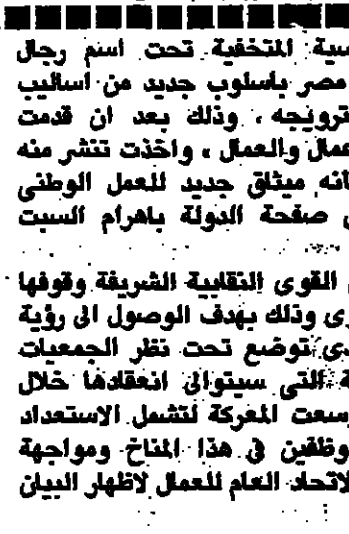 سية المتخفية تحت اسم رجال
مصر باسلوب جديد من اساليب
ترويجه ، وذلك بعد ان قدمت
عمال والعمال ، واخذت تنشر منه
أنه ميثاق جديد للعمل الوطنى
صفحة الدولة باهرام السبت
القوى النقابية الشريفة وقوفها
رى وذلك بهدف الوصول الى رؤية
دى توضع تحت نظر الجمعيات
ة التى سيتوالى انعقادها خلال
وسعت المعركة لتشمل الاستعداد
وظفين فى هذا المناخ ومواجهة
لاتحاد العام للعمال لاظهار البيان